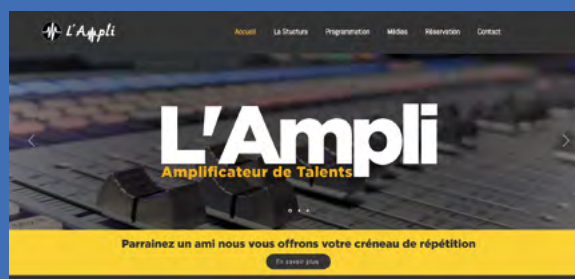 L'Ampli
Accueil La Stucture Programmation Médias Réservation Contact
L'Ampli
Amplificateur de Talents
Parrainez un ami nous vous offrons votre créneau de répétition
En savoir plus